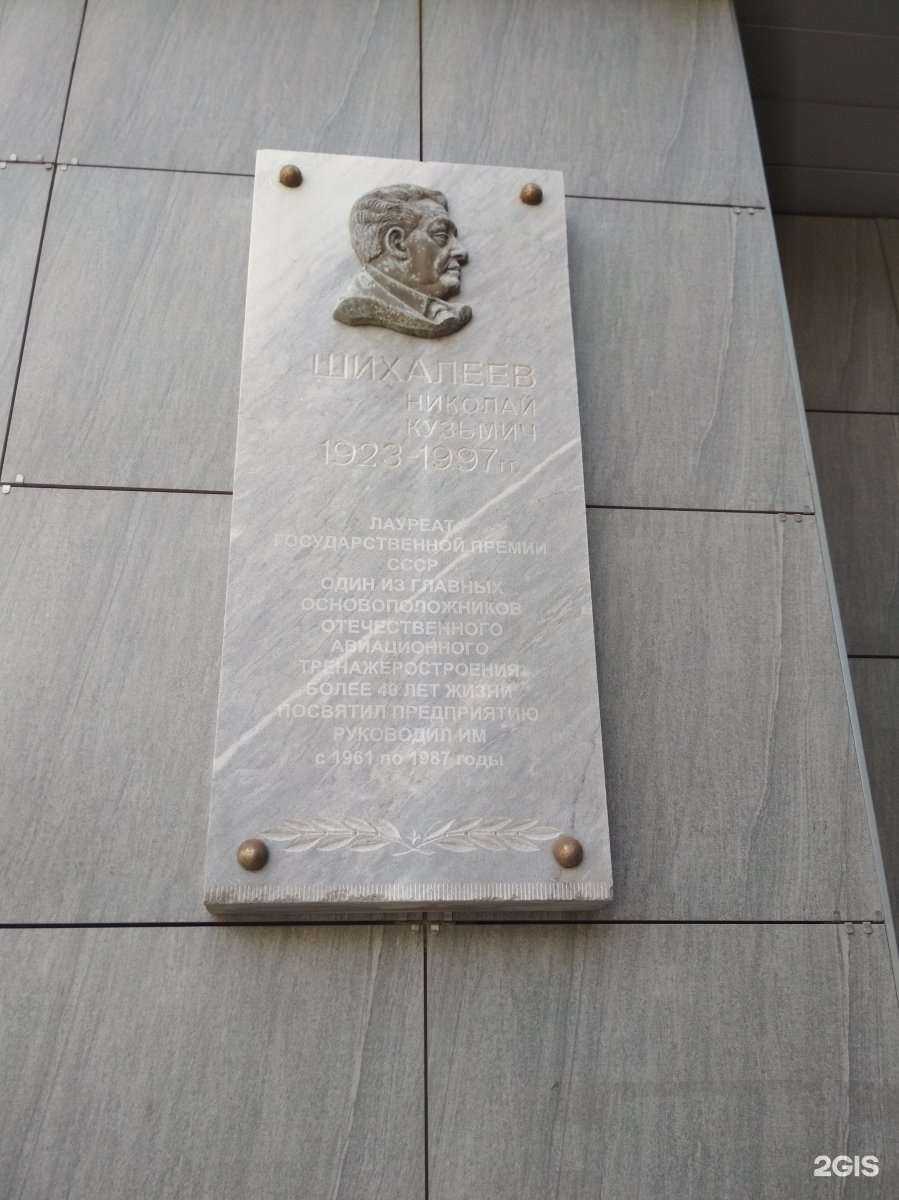 ШИХАЛЕЕВ
НИКОЛАЙ
КУЗЬМИЧ
1923-1997гг.
ЛАУРЕАТ
ГОСУДАРСТВЕННОЙ ПРЕМИИ
СССР
ОДИН ИЗ ГЛАВНЫХ
ОСНОВОПОЛОЖНИКОВ
ОТЕЧЕСТВЕННОГО
АВИАЦИОННОГО
ТРЕНАЖЕРОСТРОЕНИЯ
БОЛЕЕ 40 ЛЕТ ЖИЗНИ
ПОСВЯТИЛ ПРЕДПРИЯТИЮ
РУКОВОДИЛ ИМ
с 1961 по 1987 годы
2GIS